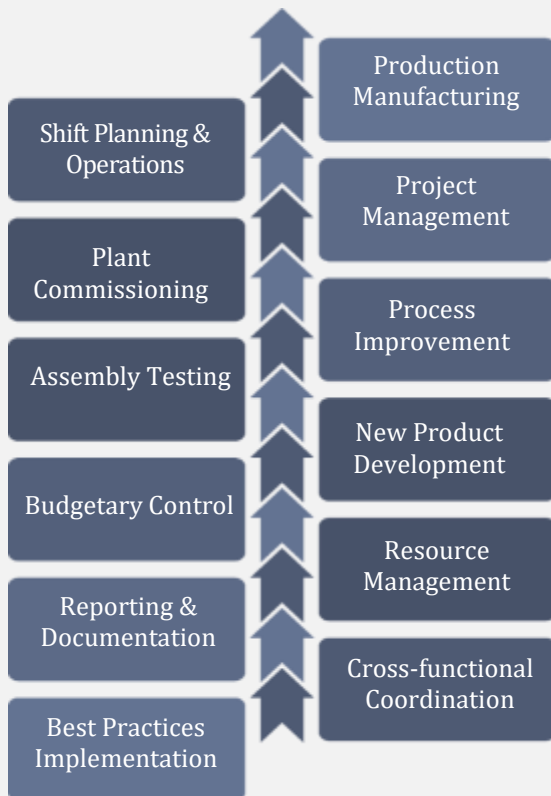 Production
Manufacturing
Shift Planning &
Operations
Project
Management
Plant
Commissioning
Process
Improvement
Assembly Testing
New Product
Development
Budgetary Control
Resource
Management
Reporting &
Documentation
Cross-functional
Coordination
Best Practices
Implementation